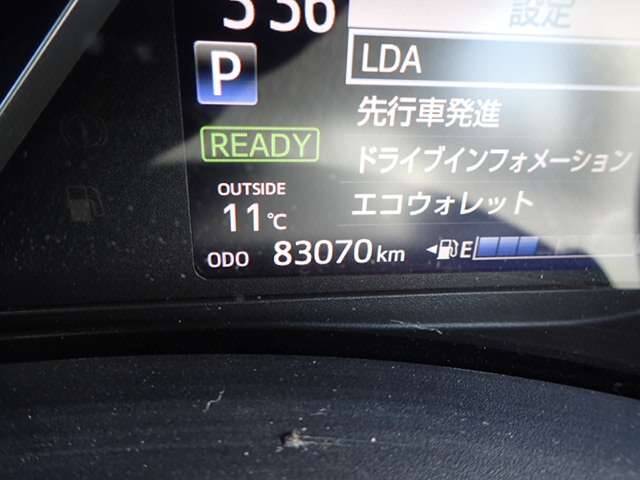 設定
P
LDA
先行車発進
READY
ドライブインフォメーション
OUTSIDE
エコウォレット
11℃
ODO 83070km
E